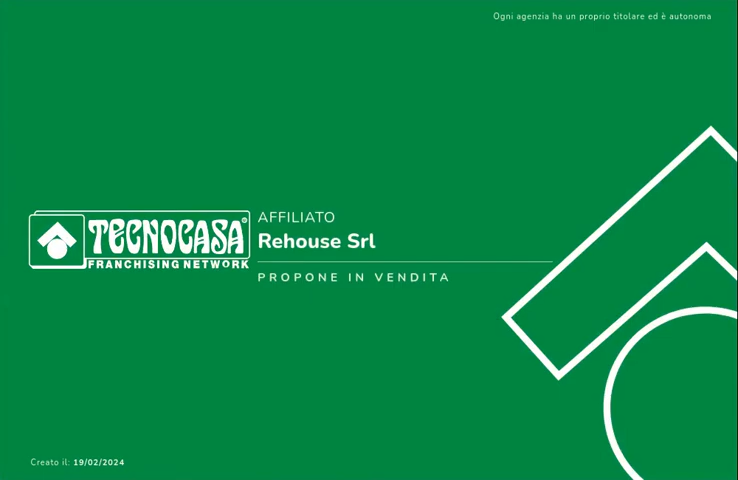 Ogni agenzia ha un proprio titolare ed è autonoma
TECNOCASA®
FRANCHISING NETWORK
AFFILIATO
Rehouse Srl
PROPONE IN VENDITA
Creato il: 19/02/2024